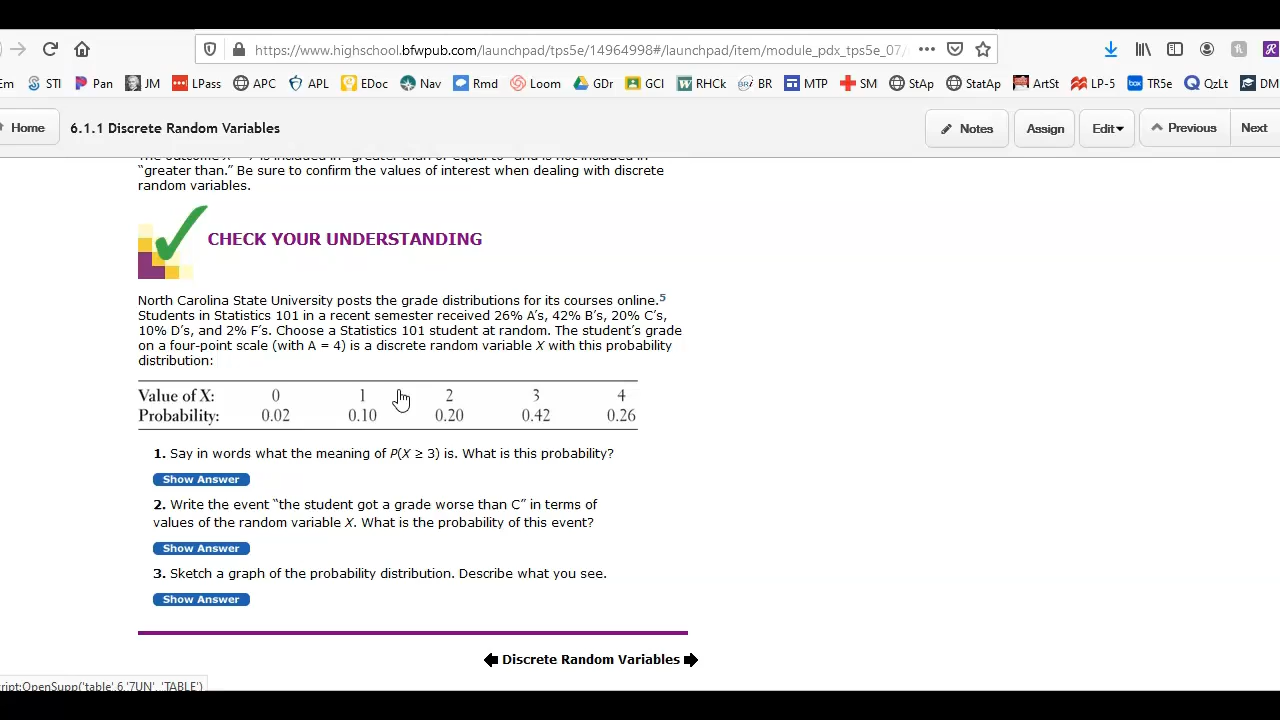 https://www.highschool.bfwpub.com/launchpad/tps5e/14964998#/launchpad/item/module_pdx_tps5e_07/
Em STI Pan JM LPass APC APL EDoc Nav Rmd Loom GDr GCI RHCk BR MTP SM StAp StatAp ArtSt LP-5 TR5e QzLt DM
Home 6.1.1 Discrete Random Variables Notes Assign Edit Previous Next
“greater than.” Be sure to confirm the values of interest when dealing with discrete
random variables.
CHECK YOUR UNDERSTANDING
North Carolina State University posts the grade distributions for its courses online.5
Students in Statistics 101 in a recent semester received 26% A’s, 42% B’s, 20% C’s,
10% D’s, and 2% F’s. Choose a Statistics 101 student at random. The student’s grade
on a four-point scale (with A = 4) is a discrete random variable X with this probability
distribution:
Value of X: 0 1 2 3 4
Probability: 0.02 0.10 0.20 0.42 0.26
1. Say in words what the meaning of P(X ≥ 3) is. What is this probability?
Show Answer
2. Write the event “the student got a grade worse than C” in terms of
values of the random variable X. What is the probability of this event?
Show Answer
3. Sketch a graph of the probability distribution. Describe what you see.
Show Answer
Discrete Random Variables
script:OpenSupp('table',6,'7UN', 'TABLE')